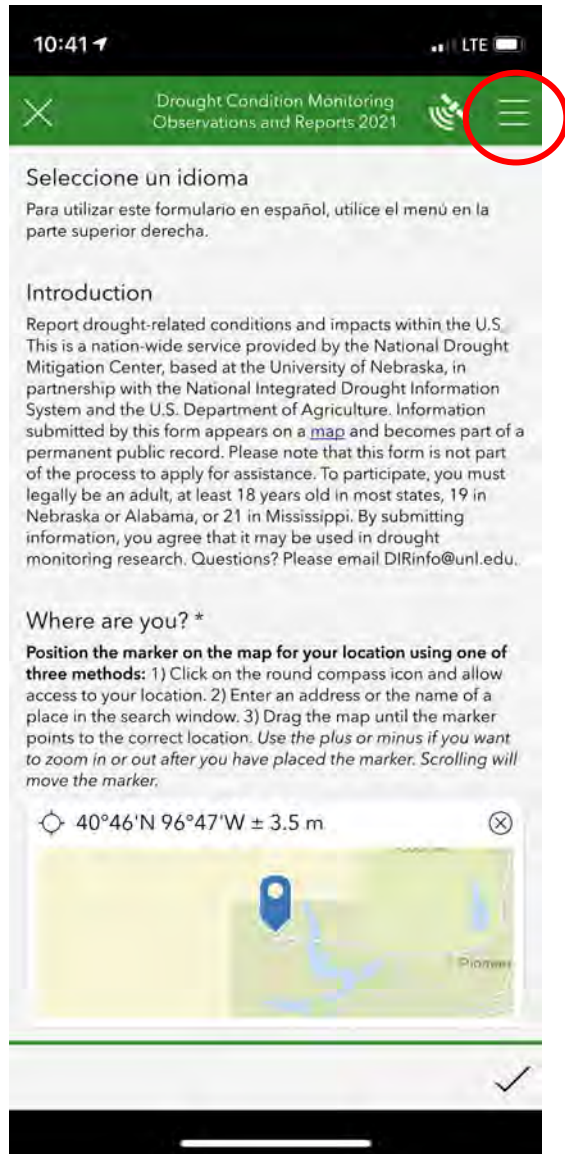 10:41
LTE
Drought Condition Monitoring
Observations and Reports 2021
Seleccione un idioma
Para utilizar este formulario en español, utilice el menú en la
parte superior derecha.
Introduction
Report drought-related conditions and impacts within the U.S.
This is a nation-wide service provided by the National Drought
Mitigation Center, based at the University of Nebraska, in
partnership with the National Integrated Drought Information
System and the U.S. Department of Agriculture. Information
submitted by this form appears on a map and becomes part of a
permanent public record. Please note that this form is not part
of the process to apply for assistance. To participate, you must
legally be an adult, at least 18 years old in most states, 19 in
Nebraska or Alabama, or 21 in Mississippi. By submitting
information, you agree that it may be used in drought
monitoring research. Questions? Please email DIRinfo@unl.edu.
Where are you? *
Position the marker on the map for your location using one of
three methods: 1) Click on the round compass icon and allow
access to your location. 2) Enter an address or the name of a
place in the search window. 3) Drag the map until the marker
points to the correct location. Use the plus or minus if you want
to zoom in or out after you have placed the marker. Scrolling will
move the marker.
40°46'N 96°47'W ± 3.5 m